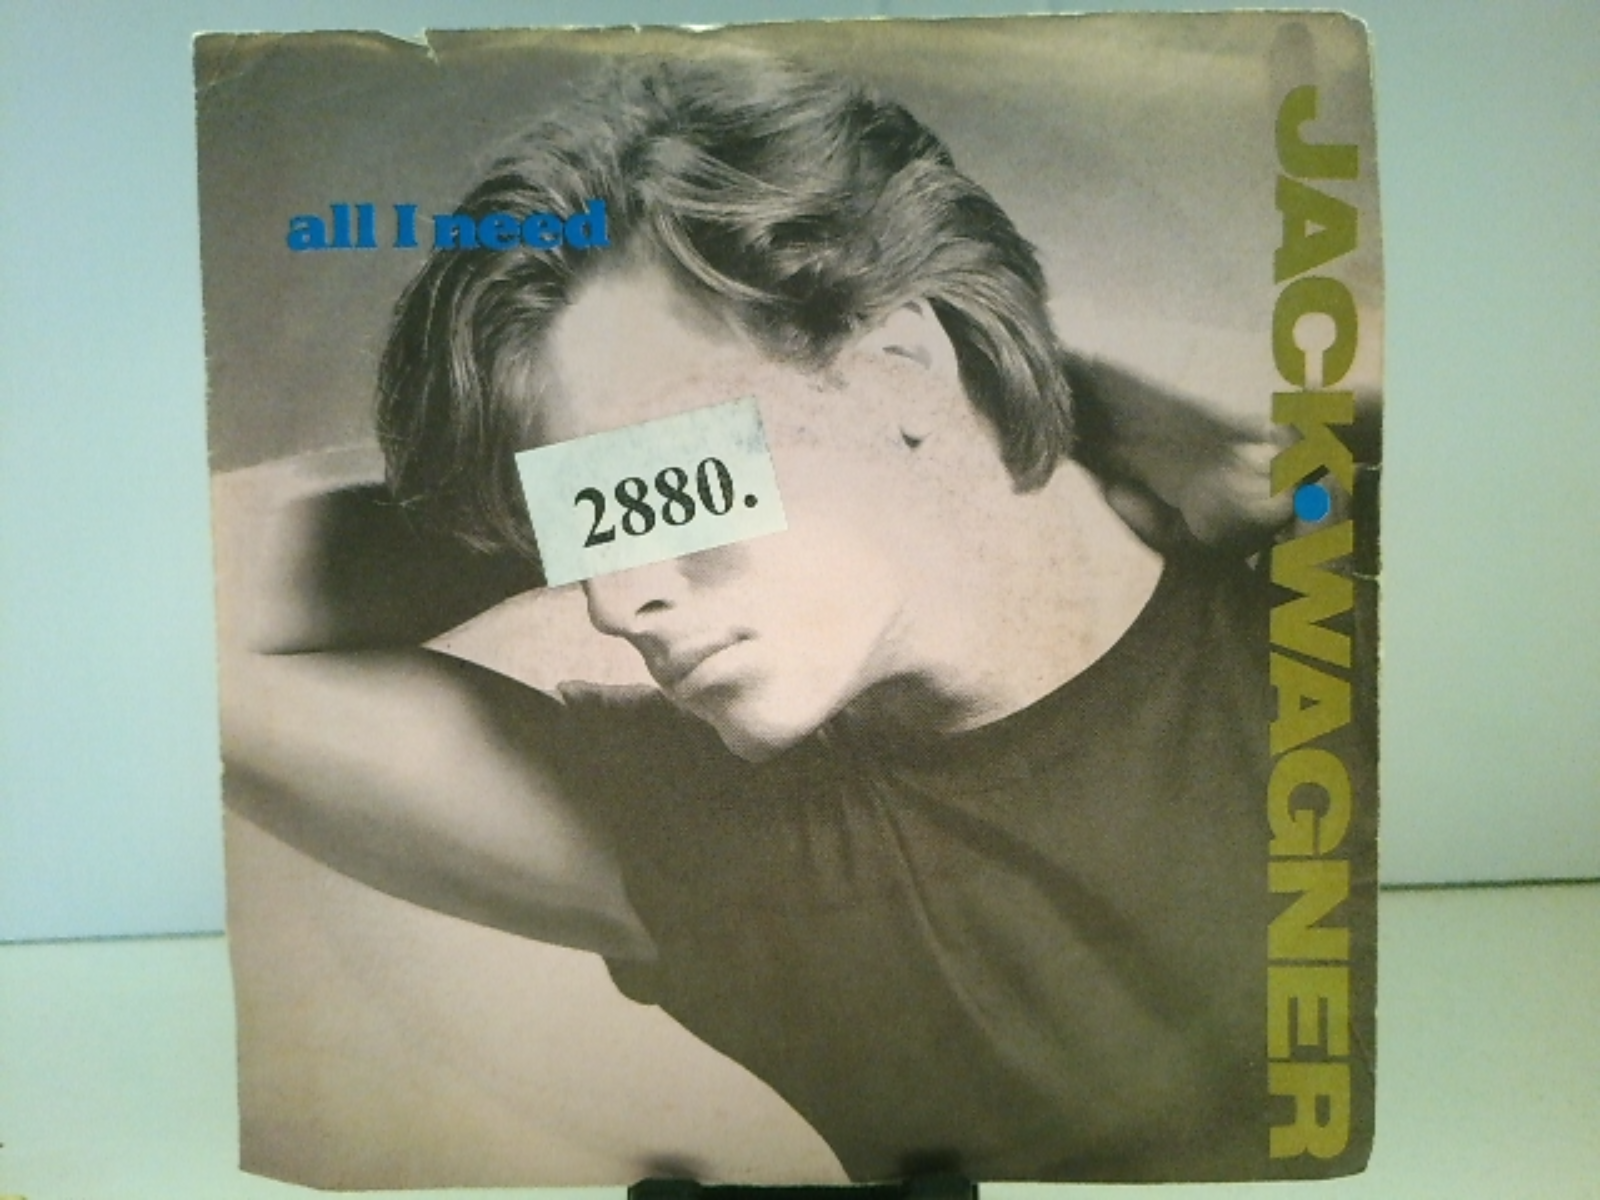 all I need
2880.
JACK • WAGNER